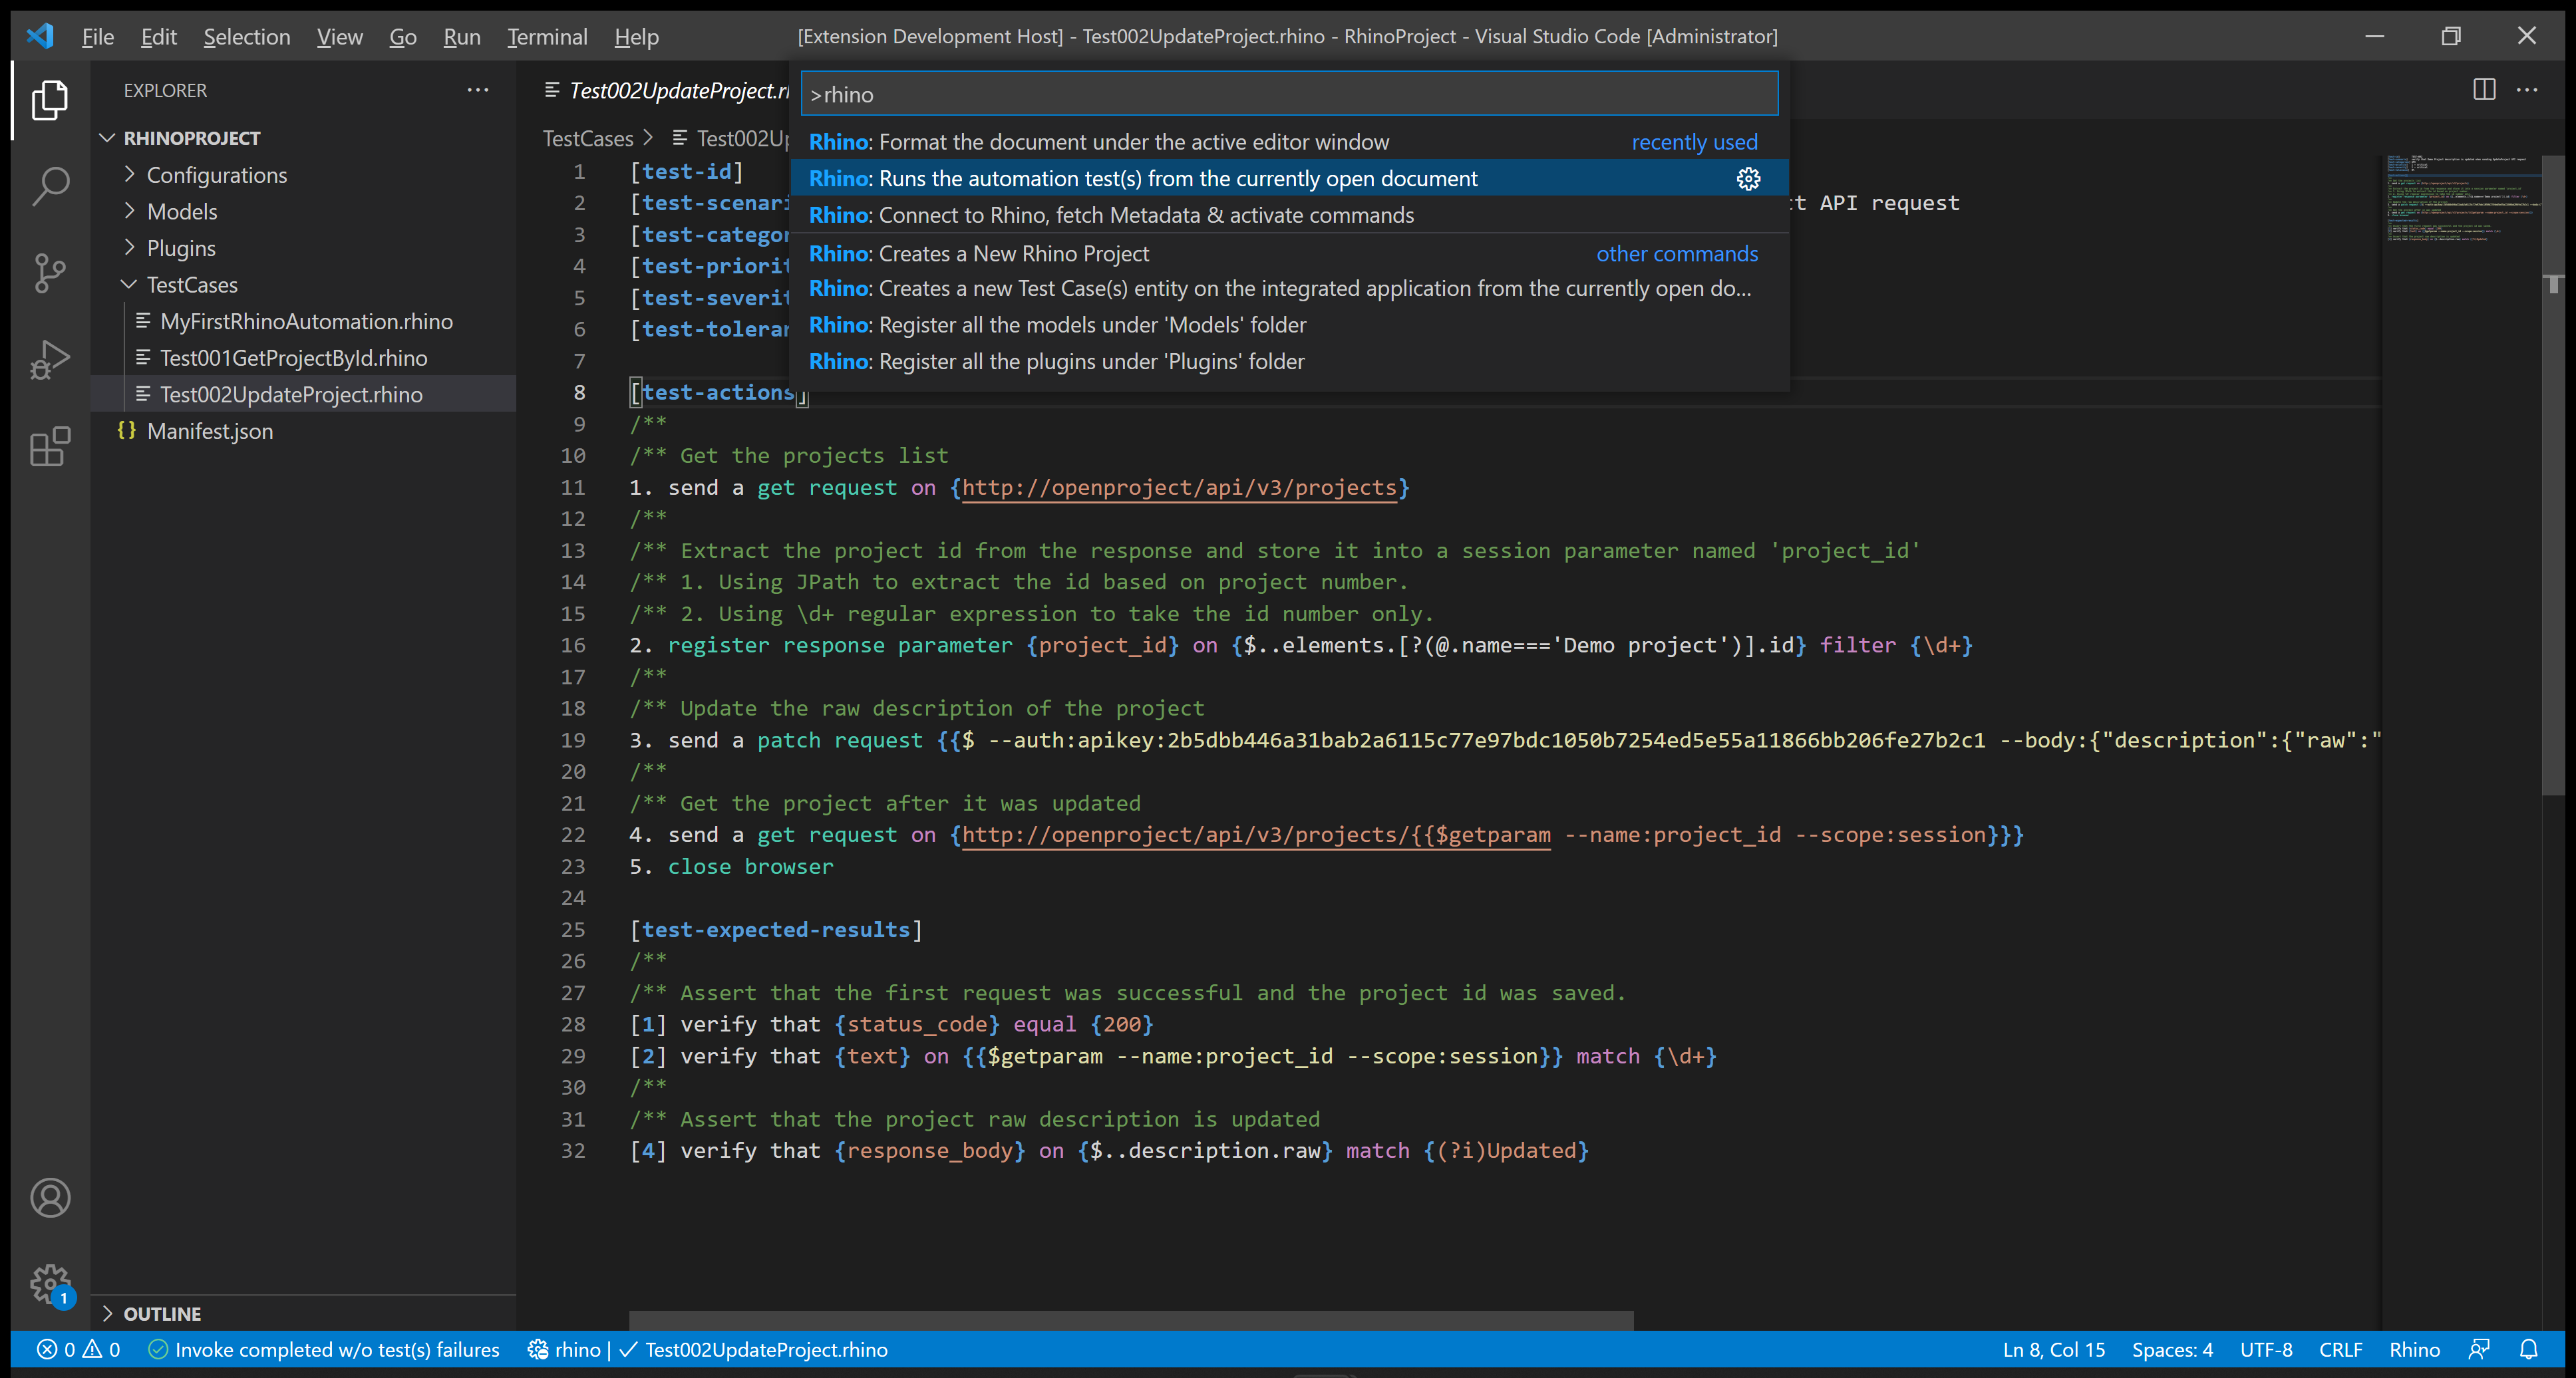 File Edit Selection View Go Run Terminal Help
[Extension Development Host] - Test002UpdateProject.rhino - RhinoProject - Visual Studio Code [Administrator]
EXPLORER
RHINOPROJECT
Configurations
Models
Plugins
TestCases
MyFirstRhinoAutomation.rhino
Test001GetProjectById.rhino
Test002UpdateProject.rhino
{} Manifest.json
OUTLINE
1
Test002UpdateProject.rh
>rhino
Rhino: Format the document under the active editor window recently used
Rhino: Runs the automation test(s) from the currently open document
Rhino: Connect to Rhino, fetch Metadata & activate commands
Rhino: Creates a New Rhino Project other commands
Rhino: Creates a new Test Case(s) entity on the integrated application from the currently open do...
Rhino: Register all the models under 'Models' folder
Rhino: Register all the plugins under 'Plugins' folder
TestCases > Test002Up
1 [test-id]
2 [test-scenari ct API request
3 [test-categor
4 [test-priorit
5 [test-severit
6 [test-toleran
7
8 [test-actions]
9 /**
10 /** Get the projects list
11 1. send a get request on {http://openproject/api/v3/projects}
12 /**
13 /** Extract the project id from the response and store it into a session parameter named 'project_id'
14 /** 1. Using JPath to extract the id based on project number.
15 /** 2. Using \d+ regular expression to take the id number only.
16 2. register response parameter {project_id} on {$..elements.[?(@.name==='Demo project')].id} filter {\d+}
17 /**
18 /** Update the raw description of the project
19 3. send a patch request {{$ --auth:apikey:2b5dbb446a31bab2a6115c77e97bdc1050b7254ed5e55a11866bb206fe27b2c1 --body:{"description":{"raw":"
20 /**
21 /** Get the project after it was updated
22 4. send a get request on {http://openproject/api/v3/projects/{{$getparam --name:project_id --scope:session}}}
23 5. close browser
24
25 [test-expected-results]
26 /**
27 /** Assert that the first request was successful and the project id was saved.
28 [1] verify that {status_code} equal {200}
29 [2] verify that {text} on {{$getparam --name:project_id --scope:session}} match {\d+}
30 /**
31 /** Assert that the project raw description is updated
32 [4] verify that {response_body} on {$..description.raw} match {(?i)Updated}
0 0 Invoke completed w/o test(s) failures rhino | ✓ Test002UpdateProject.rhino Ln 8, Col 15 Spaces: 4 UTF-8 CRLF Rhino